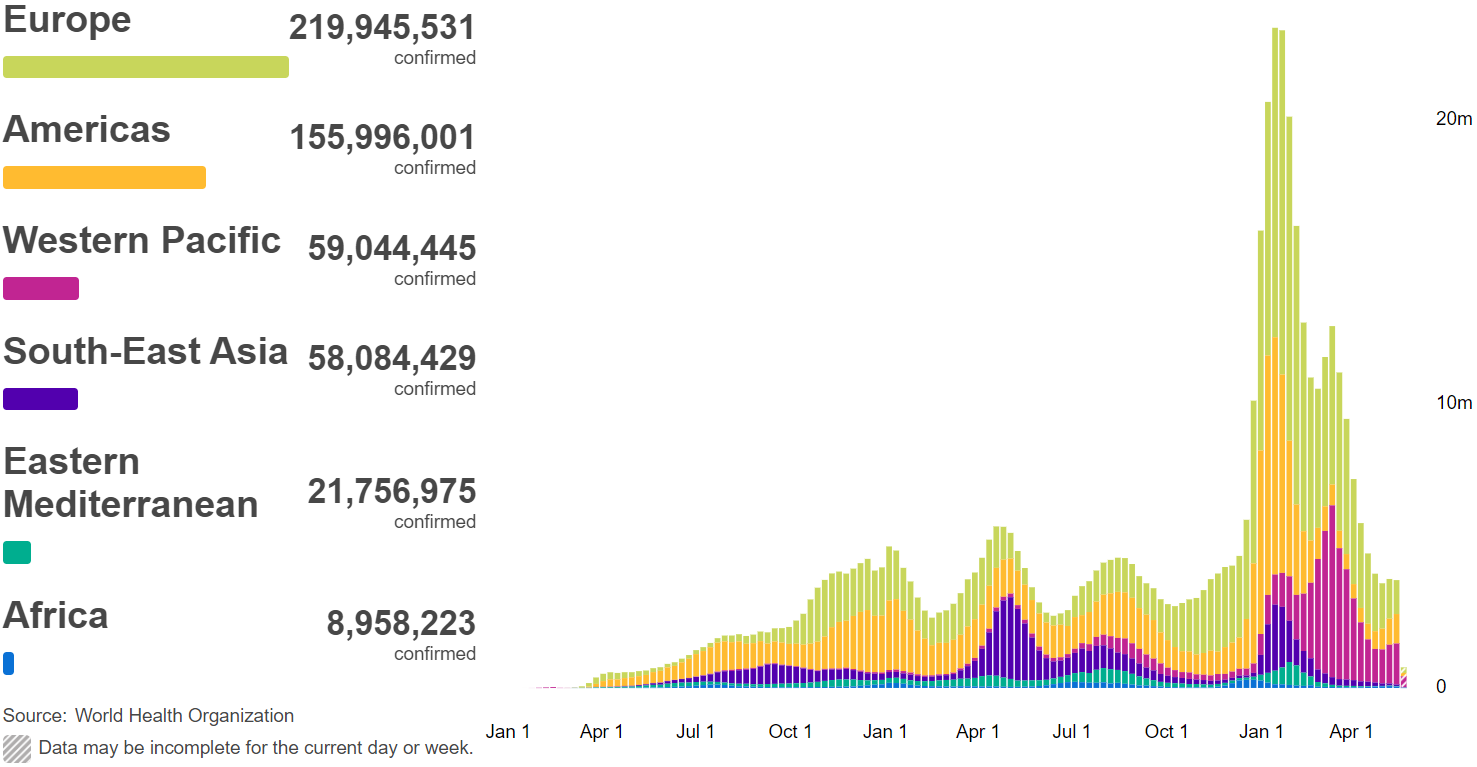 Europe
219,945,531
confirmed
Americas
155,996,001
confirmed
Western Pacific
59,044,445
confirmed
South-East Asia
58,084,429
confirmed
Eastern
Mediterranean
21,756,975
confirmed
Africa
8,958,223
confirmed
Source: World Health Organization
Data may be incomplete for the current day or week.
20m
10m
0
Jan 1 Apr 1 Jul 1 Oct 1 Jan 1 Apr 1 Jul 1 Oct 1 Jan 1 Apr 1